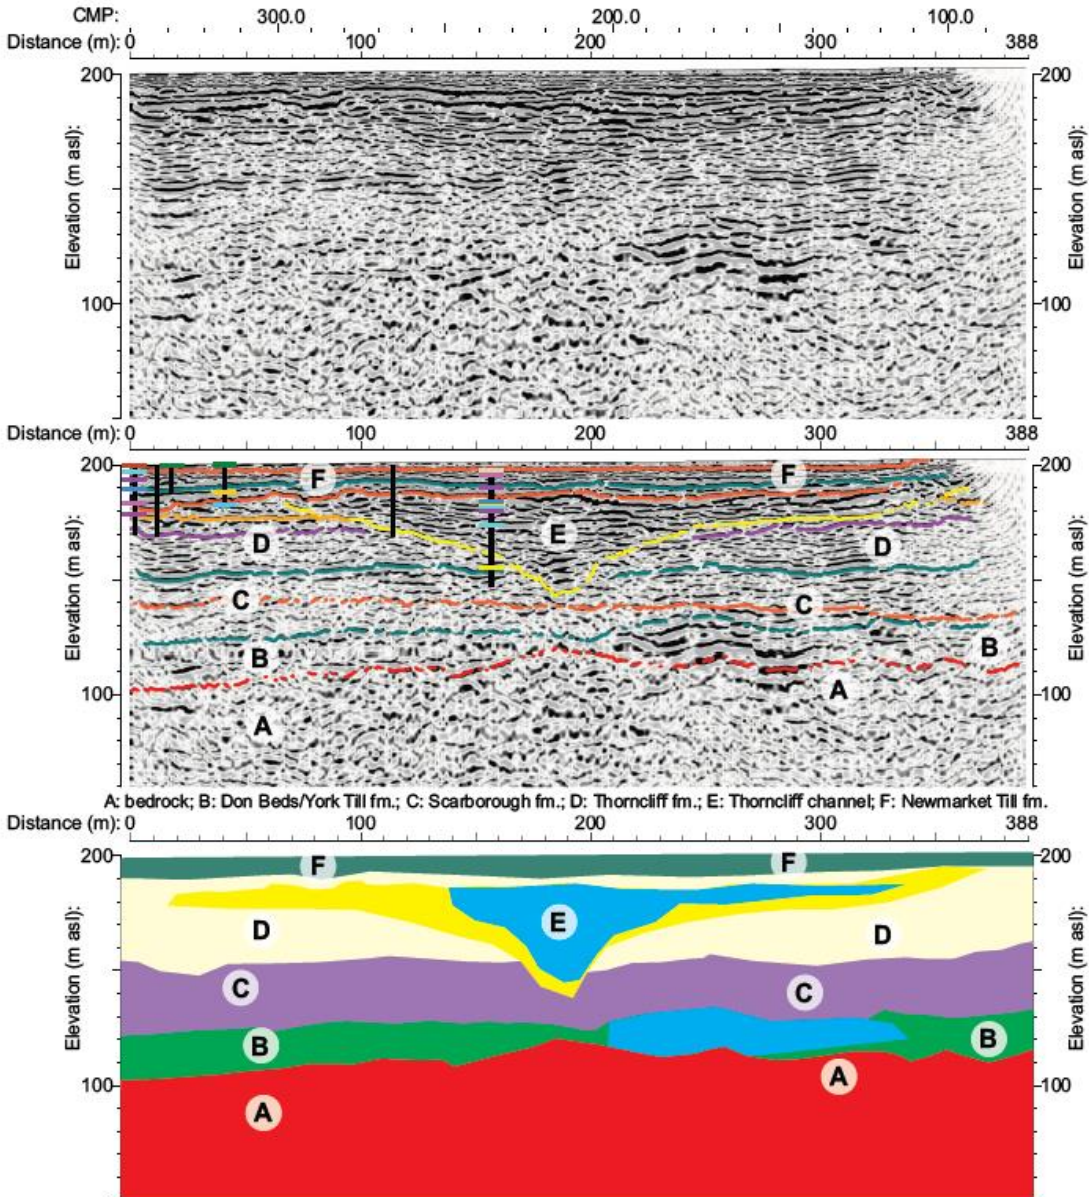 CMP: 300.0 200.0 100.0
Distance (m): 0 100 200 300 388
200 200
Elevation (m asl): Elevation (m asl):
100 100
Distance (m): 0 100 200 300 388
200 F F 200
E
D D
Elevation (m asl): Elevation (m asl):
C C
B B
100 A 100
A
A: bedrock; B: Don Beds/York Till fm.; C: Scarborough fm.; D: Thorncliff fm.; E: Thorncliff channel; F: Newmarket Till fm.
Distance (m): 0 100 200 300 388
200 F F 200
E
D D
Elevation (m asl): Elevation (m asl):
C C
B B
100 A 100
A